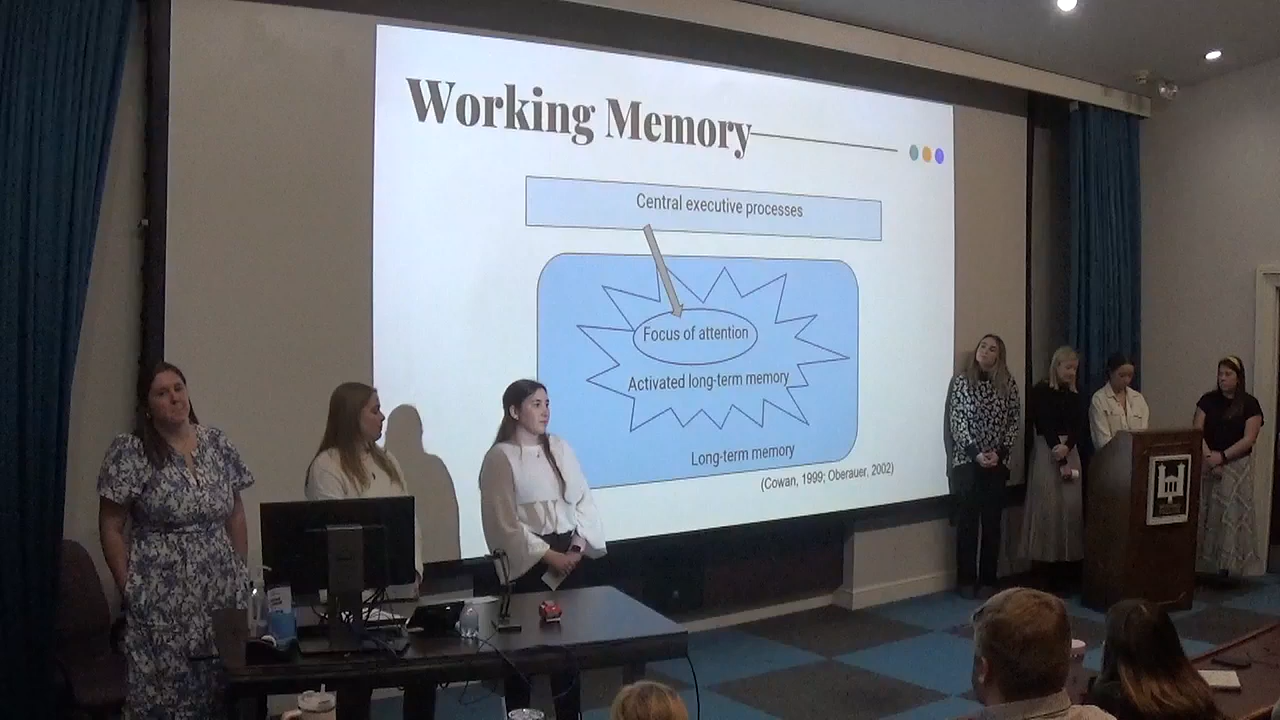 Working Memory
Central executive processes
Focus of attention
Activated long-term memory
Long-term memory
(Cowan, 1999; Oberauer, 2002)